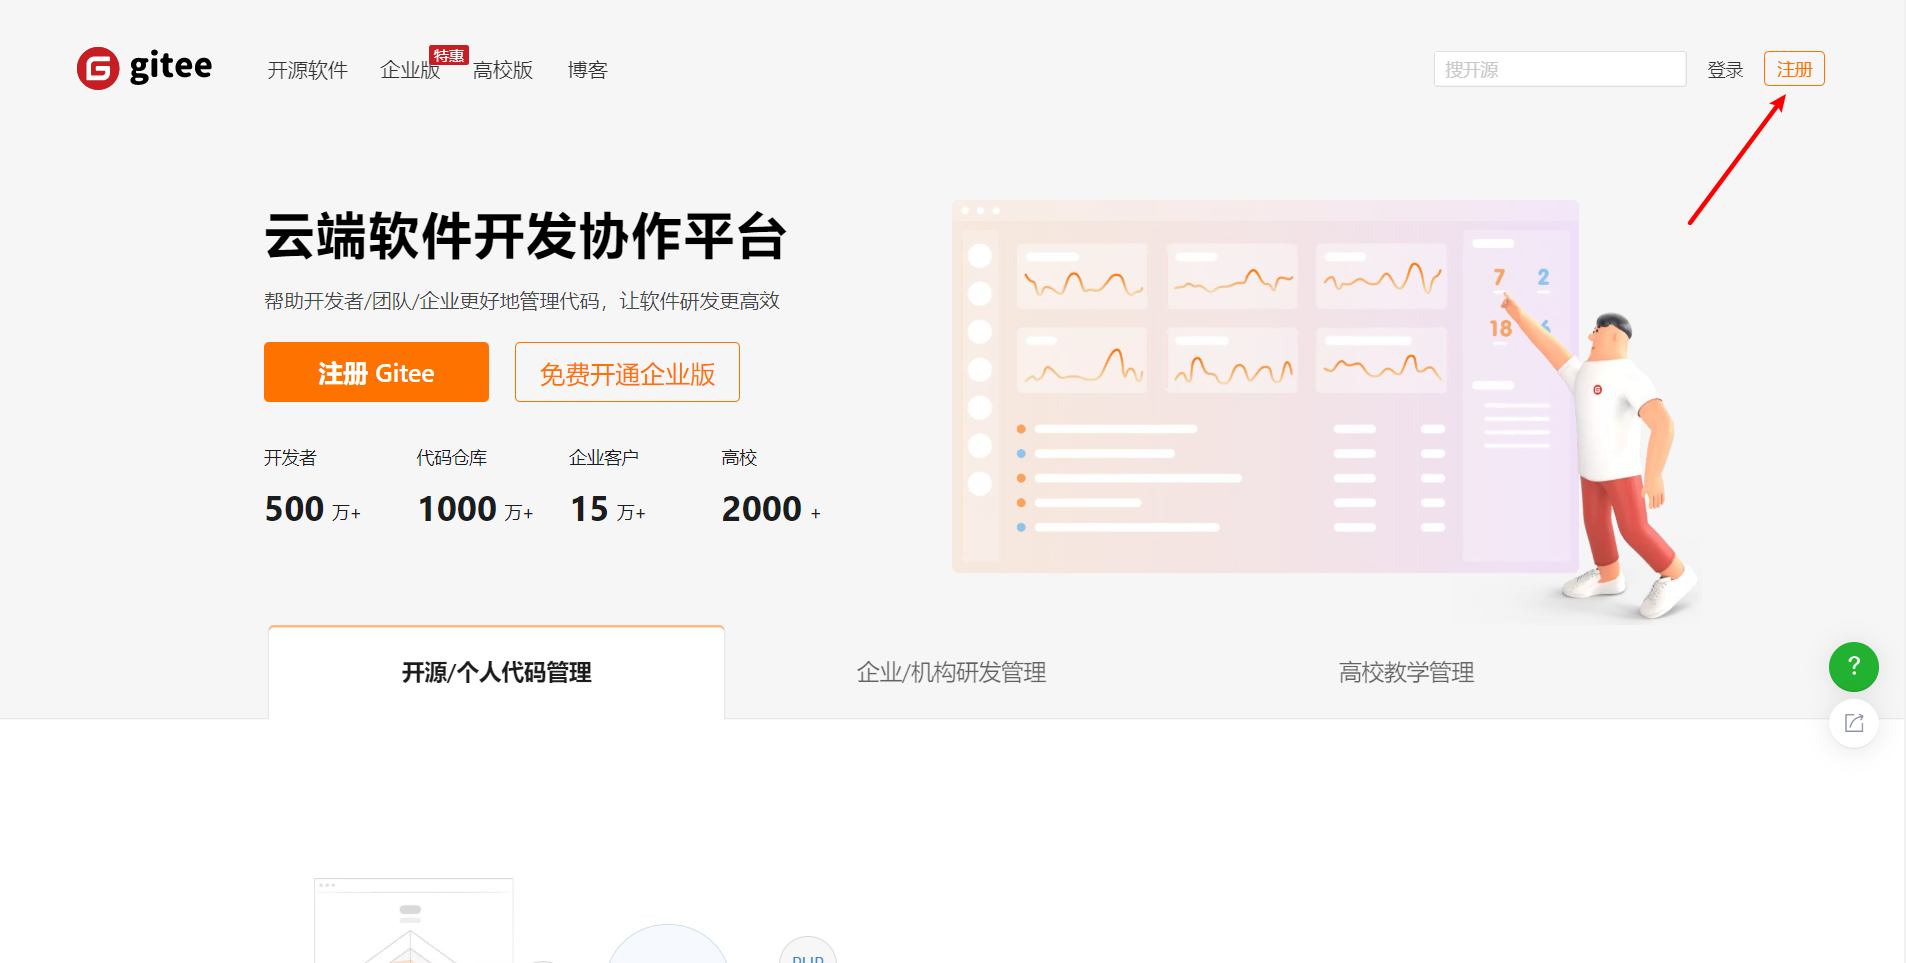 gitee
开源软件
企业版
特惠
高校版
博客
搜开源
登录
注册
云端软件开发协作平台
帮助开发者/团队/企业更好地管理代码，让软件研发更高效
注册 Gitee
免费开通企业版
开发者
代码仓库
企业客户
高校
500 万+
1000 万+
15 万+
2000 +
7
2
18
开源/个人代码管理
企业/机构研发管理
高校教学管理
?